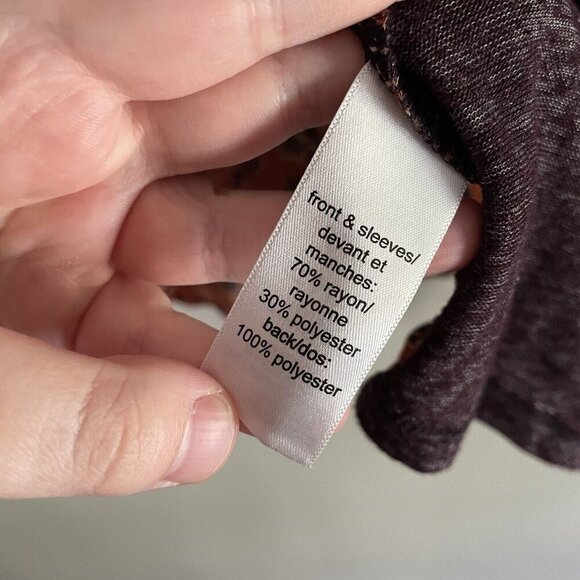 front & sleeves/
devant et
manches:
70% rayon/
rayonne
30% polyester
back/dos:
100% polyester